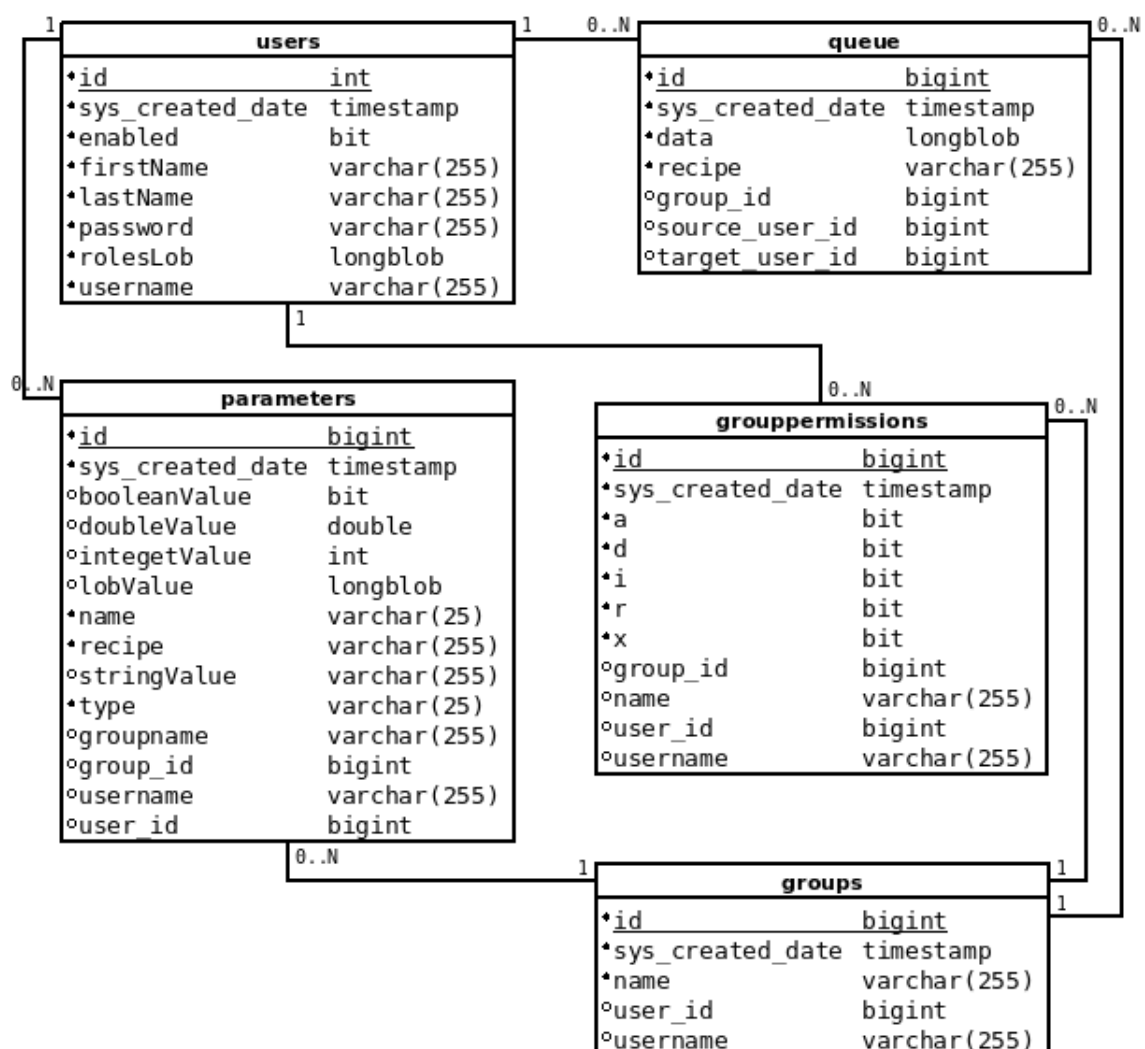 1
users
id int
sys_created_date timestamp
enabled bit
firstName varchar(255)
lastName varchar(255)
password varchar(255)
rolesLob longblob
username varchar(255)
1
0..N
queue
0..N
id bigint
sys_created_date timestamp
data longblob
recipe varchar(255)
group_id bigint
source_user_id bigint
target_user_id bigint
1
0..N
0..N
parameters
id bigint
sys_created_date timestamp
booleanValue bit
doubleValue double
integetValue int
lobValue longblob
name varchar(25)
recipe varchar(255)
stringValue varchar(255)
type varchar(25)
groupname varchar(255)
group_id bigint
username varchar(255)
user_id bigint
0..N
grouppermissions
0..N
id bigint
sys_created_date timestamp
a bit
d bit
i bit
r bit
x bit
group_id bigint
name varchar(255)
user_id bigint
username varchar(255)
1
groups
1
1
id bigint
sys_created_date timestamp
name varchar(255)
user_id bigint
username varchar(255)